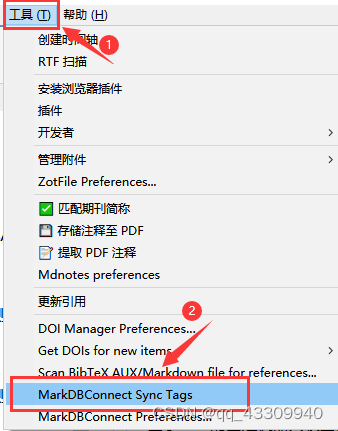 工具 (T) 帮助 (H)
1
创建时间轴
RTF 扫描
安装浏览器插件
插件
开发者
管理附件
ZotFile Preferences...
匹配期刊简称
存储注释至 PDF
提取 PDF 注释
Mdnotes preferences
更新引用
2
DOI Manager Preferences...
Get DOIs for new items
Scan BibTeX AUX/Markdown file for references...
MarkDBConnect Sync Tags
MarkDBConnect Preferences...
CSDN @qq_43309940